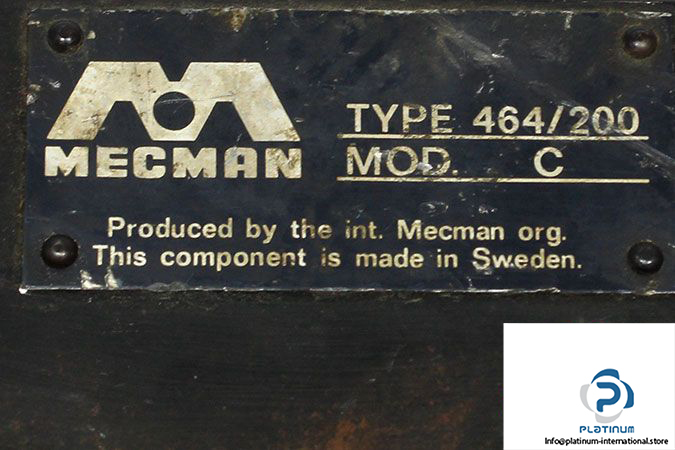 MECMAN
TYPE 464/200
MOD. C
Produced by the int. Mecman org.
This component is made in Sweden.
PLATINUM
Info@platinum-international.store